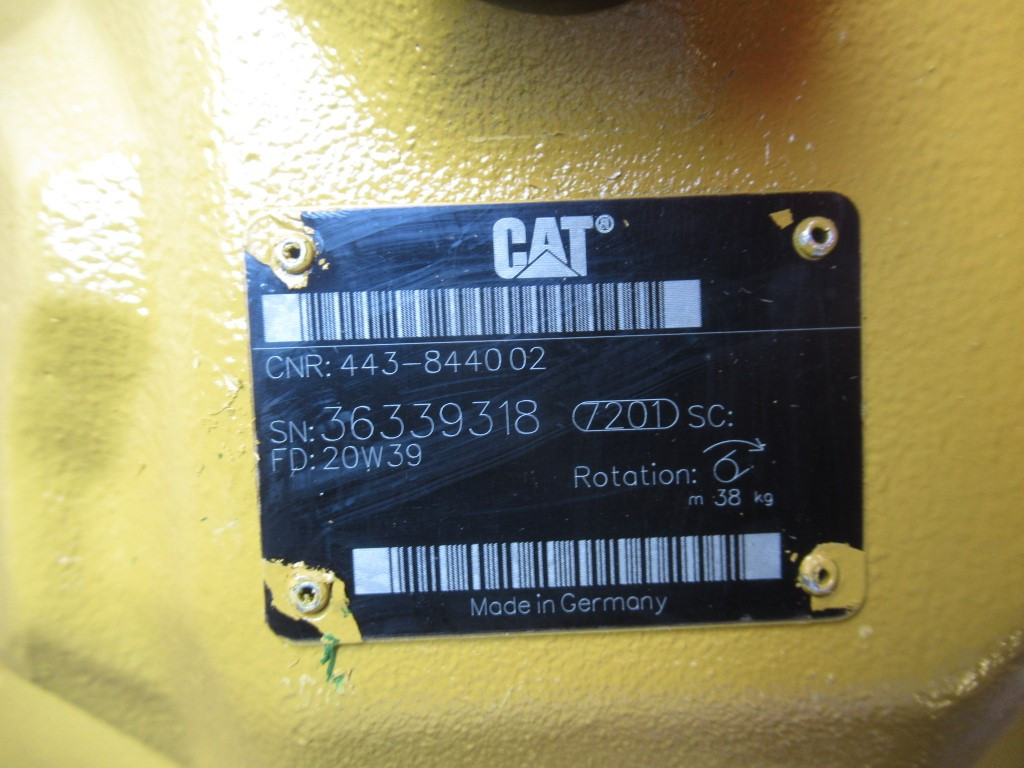 CAT®
CNR: 443-8440 02
SN: 36339318 7201 SC:
FD: 20W39
Rotation:
m 38 kg
Made in Germany